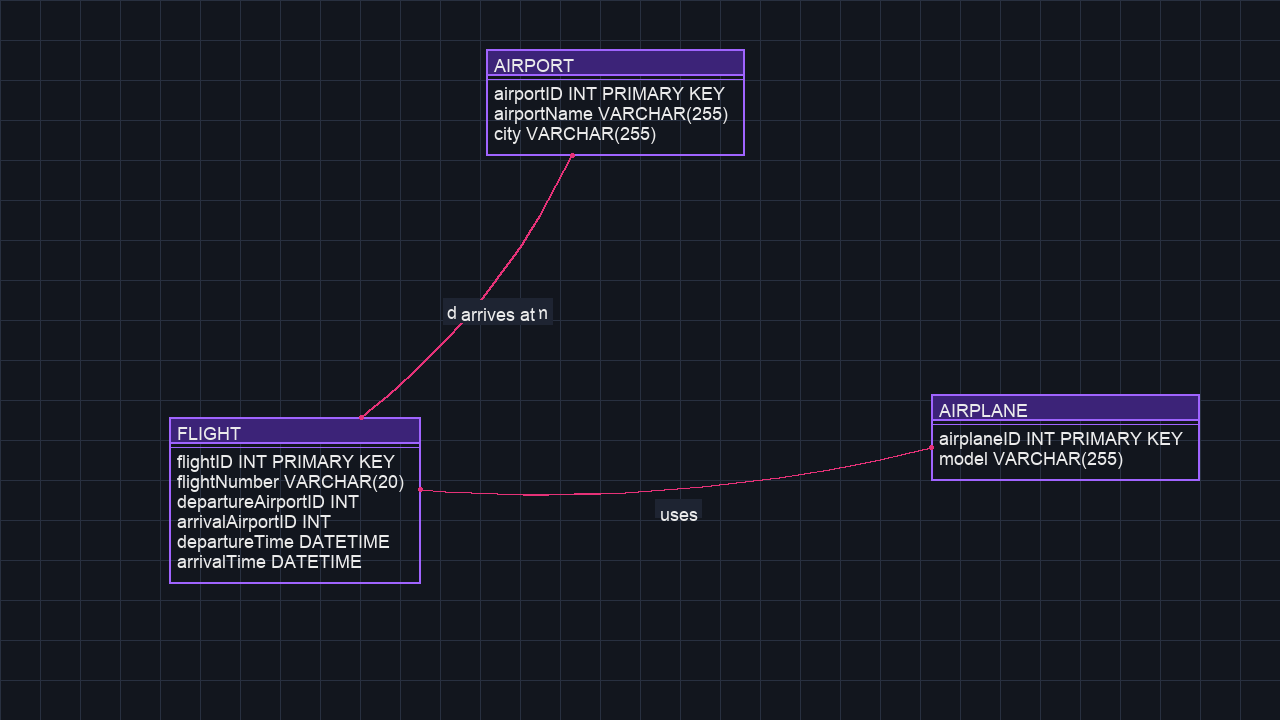 AIRPORT
airportID INT PRIMARY KEY
airportName VARCHAR(255)
city VARCHAR(255)
arrives at
FLIGHT
flightID INT PRIMARY KEY
flightNumber VARCHAR(20)
departureAirportID INT
arrivalAirportID INT
departureTime DATETIME
arrivalTime DATETIME
AIRPLANE
airplaneID INT PRIMARY KEY
model VARCHAR(255)
uses